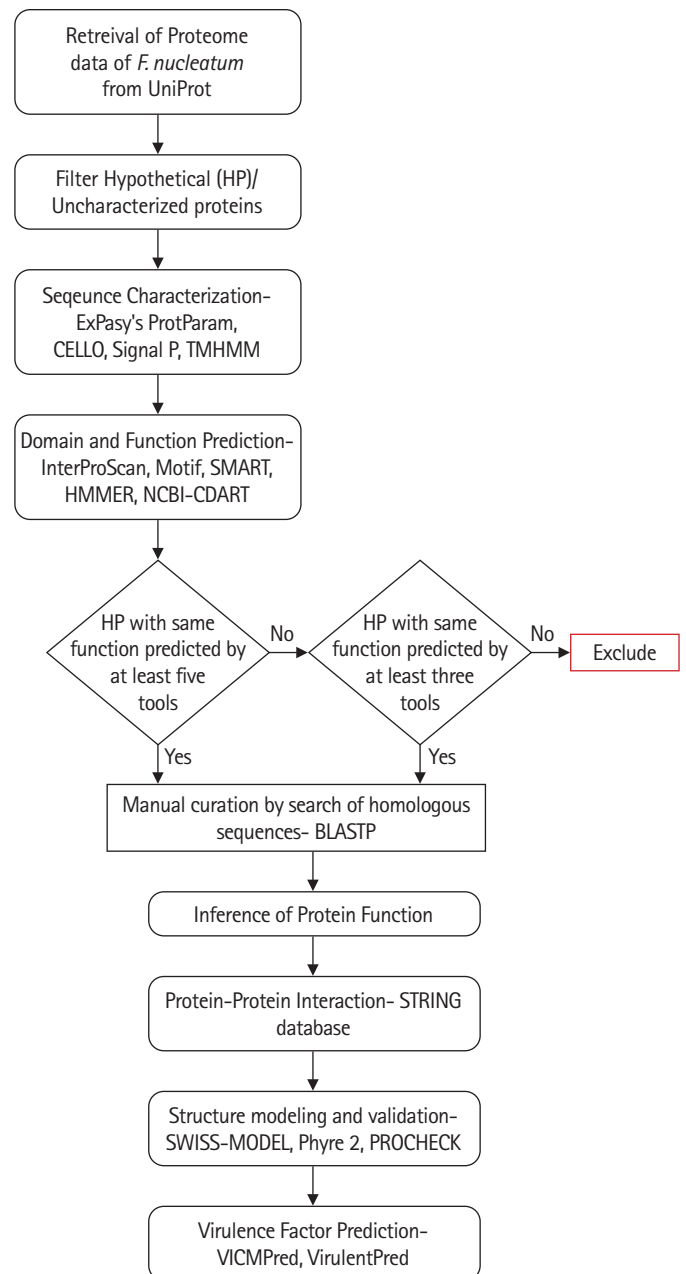 Retreival of Proteome
data of F. nucleatum
from UniProt
Filter Hypothetical (HP)/
Uncharacterized proteins
Seqeunce Characterization-
ExPasy's ProtParam,
CELLO, Signal P, TMHMM
Domain and Function Prediction-
InterProScan, Motif, SMART,
HMMER, NCBI-CDART
HP with same
function predicted by
at least five
tools
No
HP with same
function predicted by
at least three
tools
No
Exclude
Yes
Yes
Manual curation by search of homologous
sequences- BLASTP
Inference of Protein Function
Protein-Protein Interaction- STRING
database
Structure modeling and validation-
SWISS-MODEL, Phyre 2, PROCHECK
Virulence Factor Prediction-
VICMPred, VirulentPred